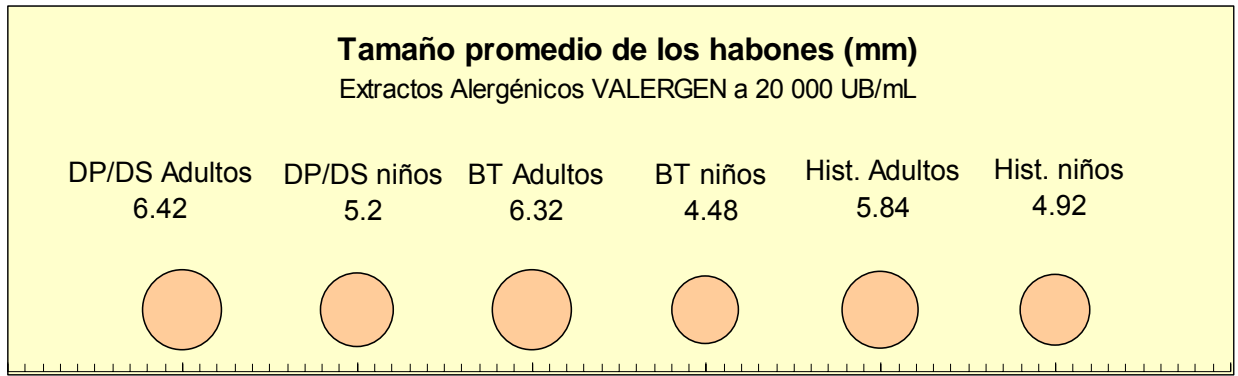 Tamaño promedio de los habones (mm)
Extractos Alergénicos VALERGEN a 20 000 UB/mL
DP/DS Adultos DP/DS niños BT Adultos BT niños Hist. Adultos Hist. niños
6.42 5.2 6.32 4.48 5.84 4.92